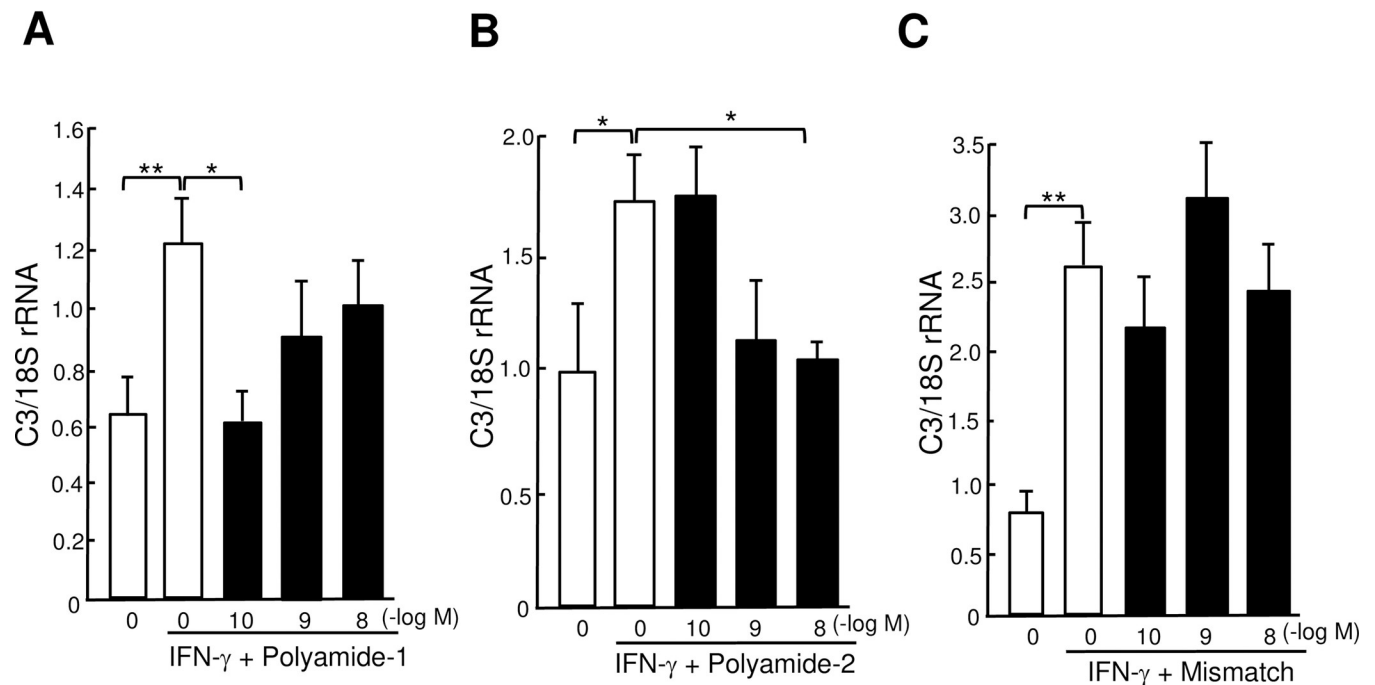 A
B
C
C3/18S rRNA
1.6
1.4
1.2
1.0
0.8
0.6
0.4
0.2
0
** *
0 0 10 9 8 (-log M)
IFN-γ + Polyamide-1
C3/18S rRNA
2.0
1.5
1.0
0.5
0
* *
0 0 10 9 8 (-log M)
IFN-γ + Polyamide-2
C3/18S rRNA
3.5
3.0
2.5
2.0
1.5
1.0
0.5
0
**
0 0 10 9 8 (-log M)
IFN-γ + Mismatch